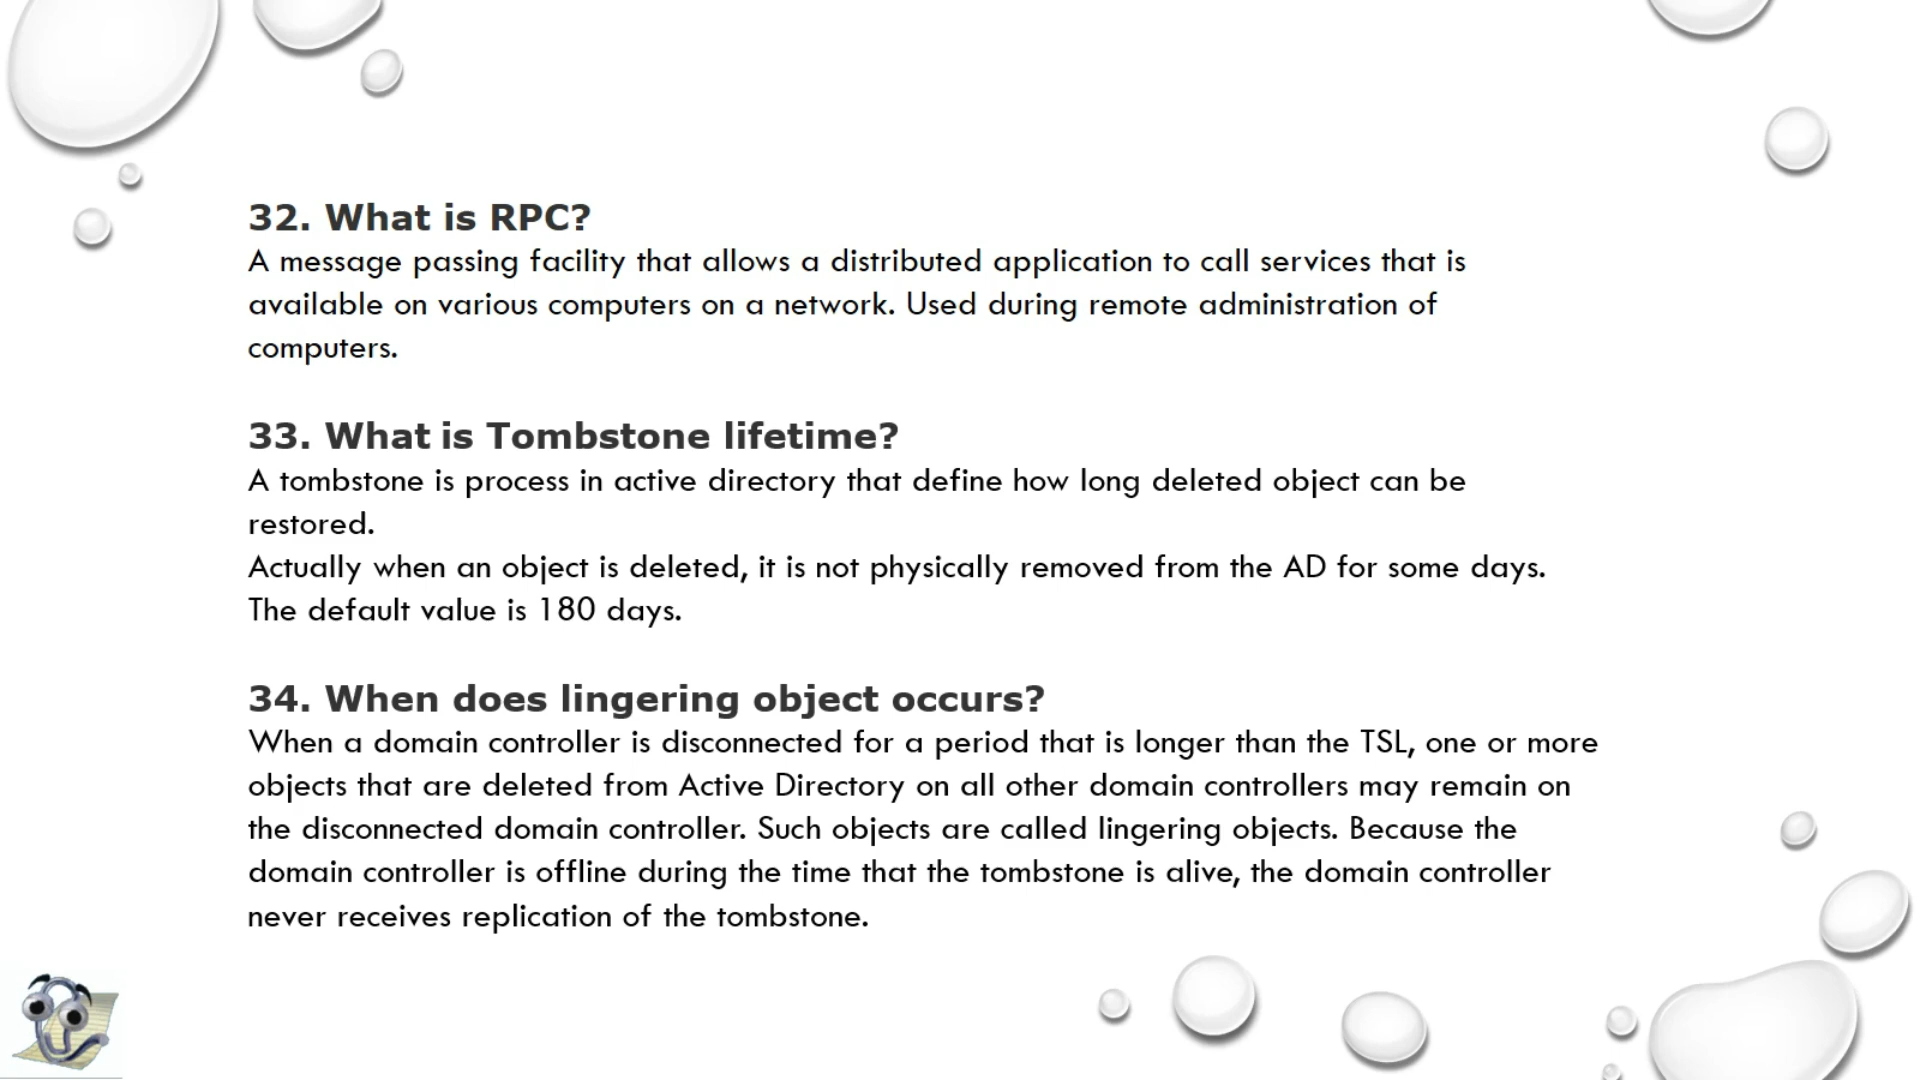 32. What is RPC?
A message passing facility that allows a distributed application to call services that is
available on various computers on a network. Used during remote administration of
computers.
33. What is Tombstone lifetime?
A tombstone is process in active directory that define how long deleted object can be
restored.
Actually when an object is deleted, it is not physically removed from the AD for some days.
The default value is 180 days.
34. When does lingering object occurs?
When a domain controller is disconnected for a period that is longer than the TSL, one or more
objects that are deleted from Active Directory on all other domain controllers may remain on
the disconnected domain controller. Such objects are called lingering objects. Because the
domain controller is offline during the time that the tombstone is alive, the domain controller
never receives replication of the tombstone.